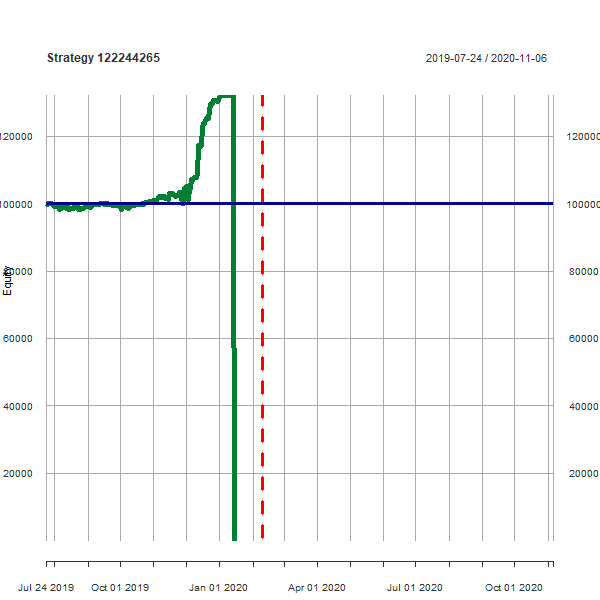 Strategy 122244265
2019-07-24 / 2020-11-06
120000
120000
100000
100000
80000
80000
Equity
60000
60000
40000
40000
20000
20000
Jul 24 2019
Oct 01 2019
Jan 01 2020
Apr 01 2020
Jul 01 2020
Oct 01 2020